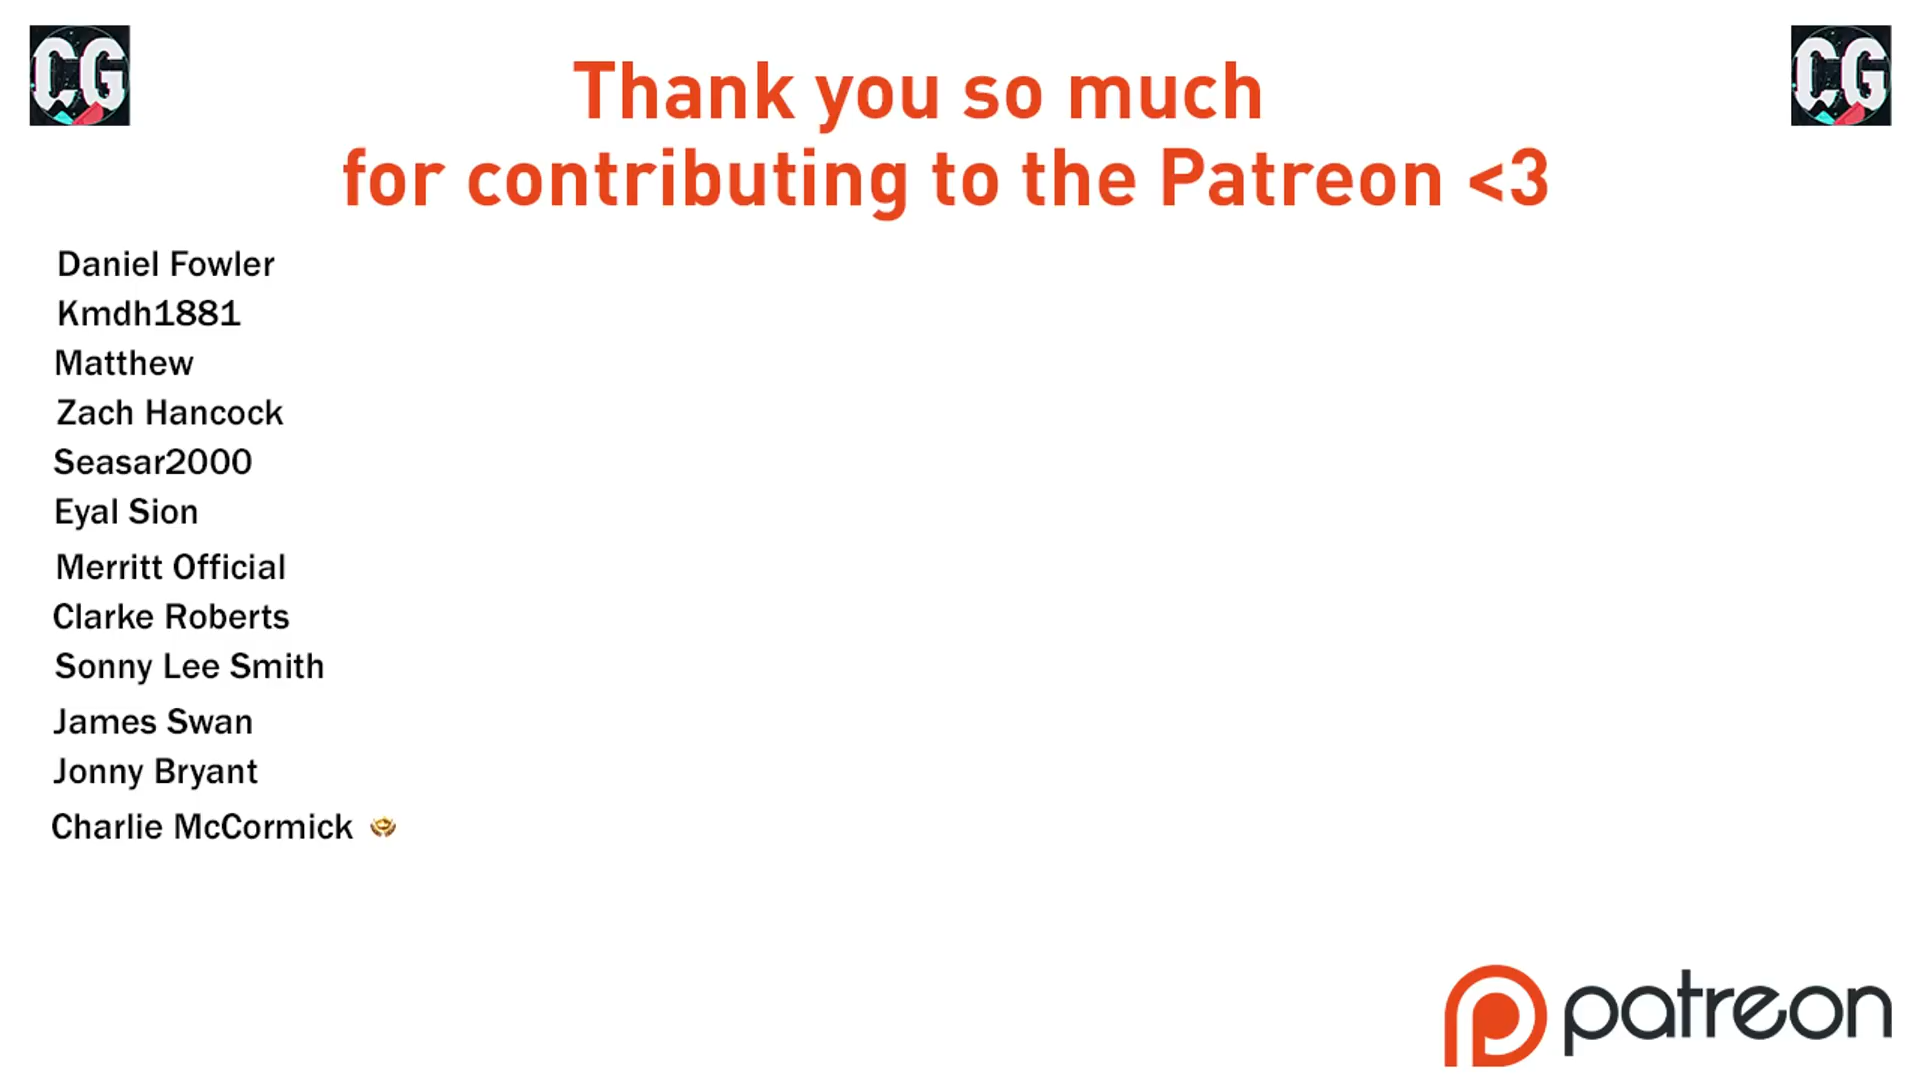 CG
CG
Thank you so much
for contributing to the Patreon <3
Daniel Fowler
Kmdh1881
Matthew
Zach Hancock
Seasar2000
Eyal Sion
Merritt Official
Clarke Roberts
Sonny Lee Smith
James Swan
Jonny Bryant
Charlie McCormick
patreon